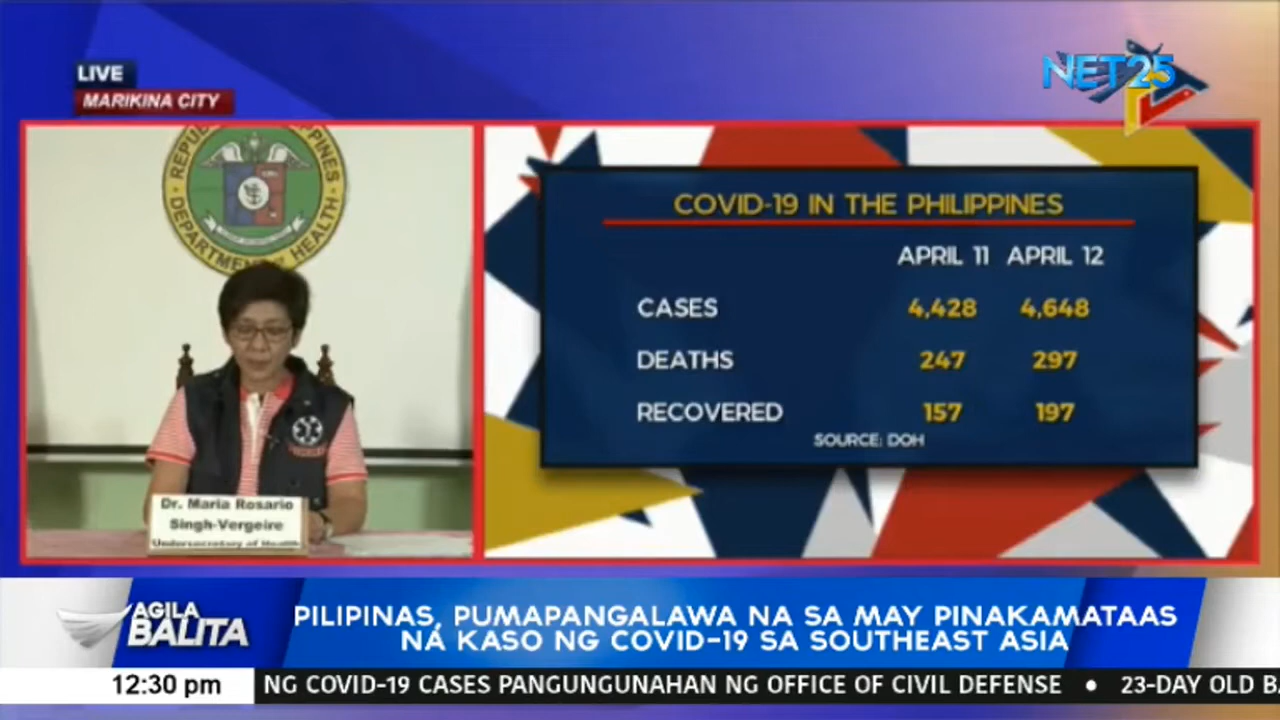 LIVE
MARIKINA CITY
NET25
REPUBLIC PHILIPPINES
DEPARTMENT OF HEALTH
COVID-19 IN THE PHILIPPINES
APRIL 11 APRIL 12
CASES 4,428 4,648
DEATHS 247 297
RECOVERED 157 197
SOURCE: DOH
Dr. Maria Rosario
Singh-Vergeire
Undersecretary of Health
AGILA
BALITA
PILIPINAS, PUMAPANGALAWA NA SA MAY PINAKAMATAAS
NA KASO NG COVID-19 SA SOUTHEAST ASIA
12:30 pm NG COVID-19 CASES PANGUNGUNAHAN NG OFFICE OF CIVIL DEFENSE • 23-DAY OLD